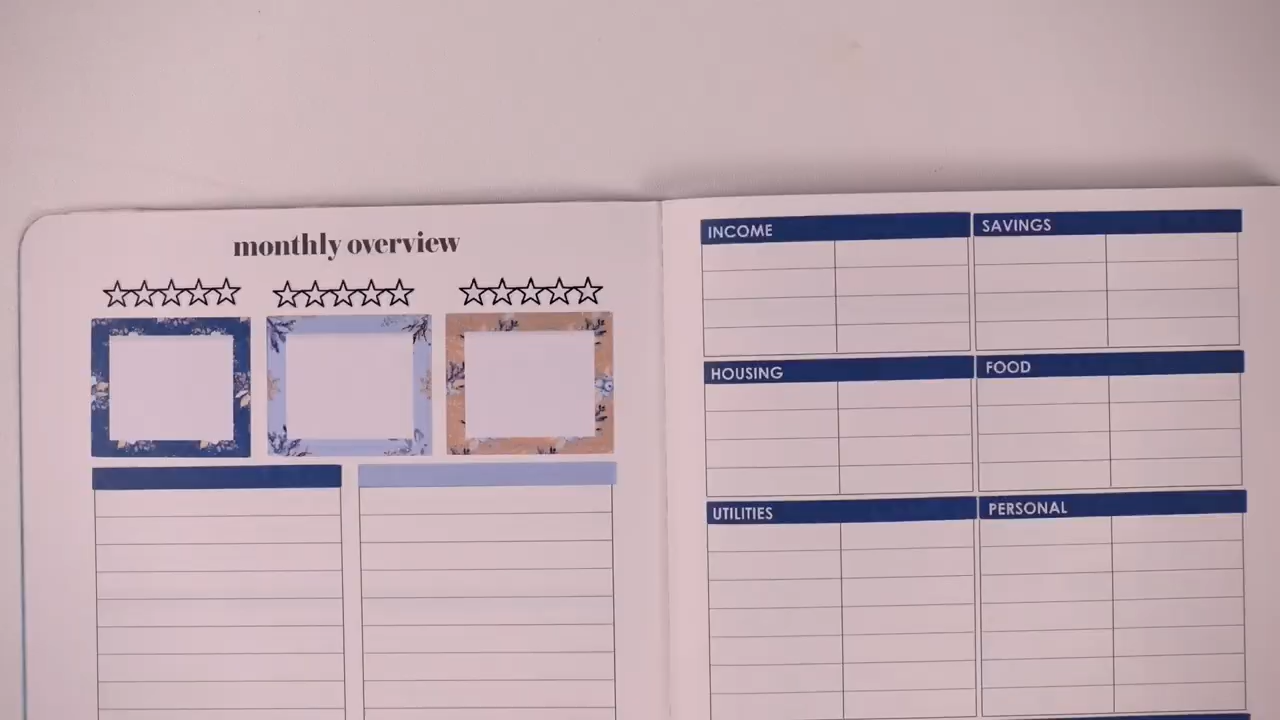 monthly overview
INCOME
SAVINGS
HOUSING
FOOD
UTILITIES
PERSONAL